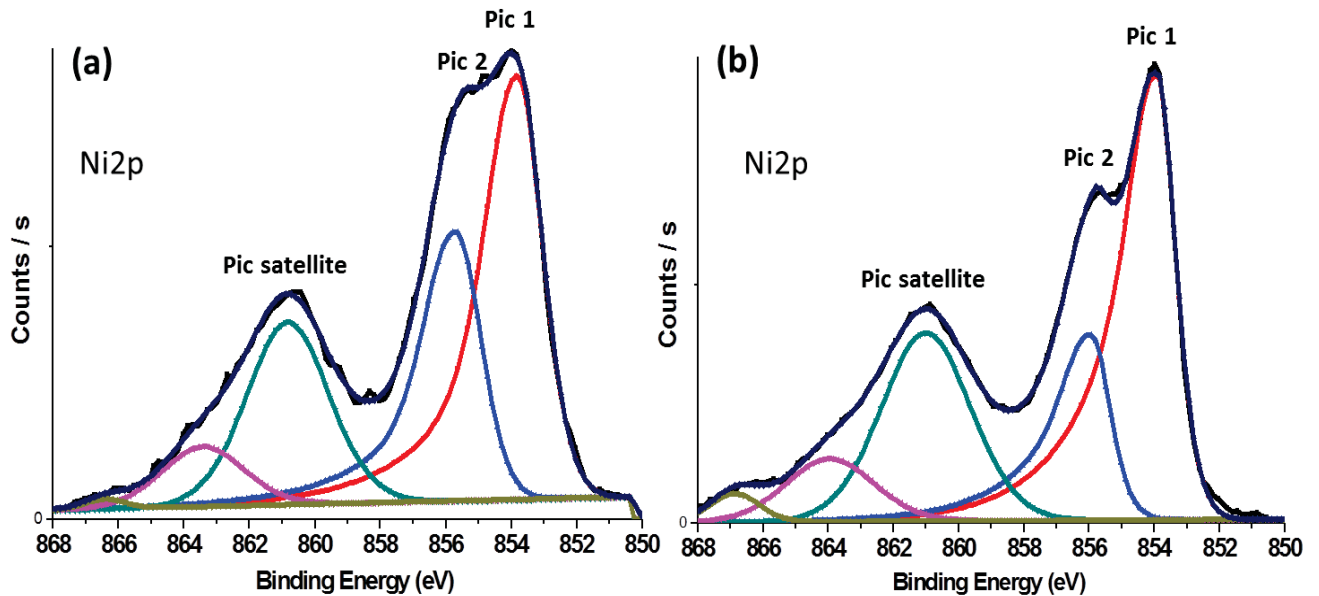 (a)
Ni2p
Pic 1
Pic 2
Pic satellite
Counts / s
0
868 866 864 862 860 858 856 854 852 850
Binding Energy (eV)
(b)
Ni2p
Pic 1
Pic 2
Pic satellite
Counts / s
0
868 866 864 862 860 858 856 854 852 850
Binding Energy (eV)